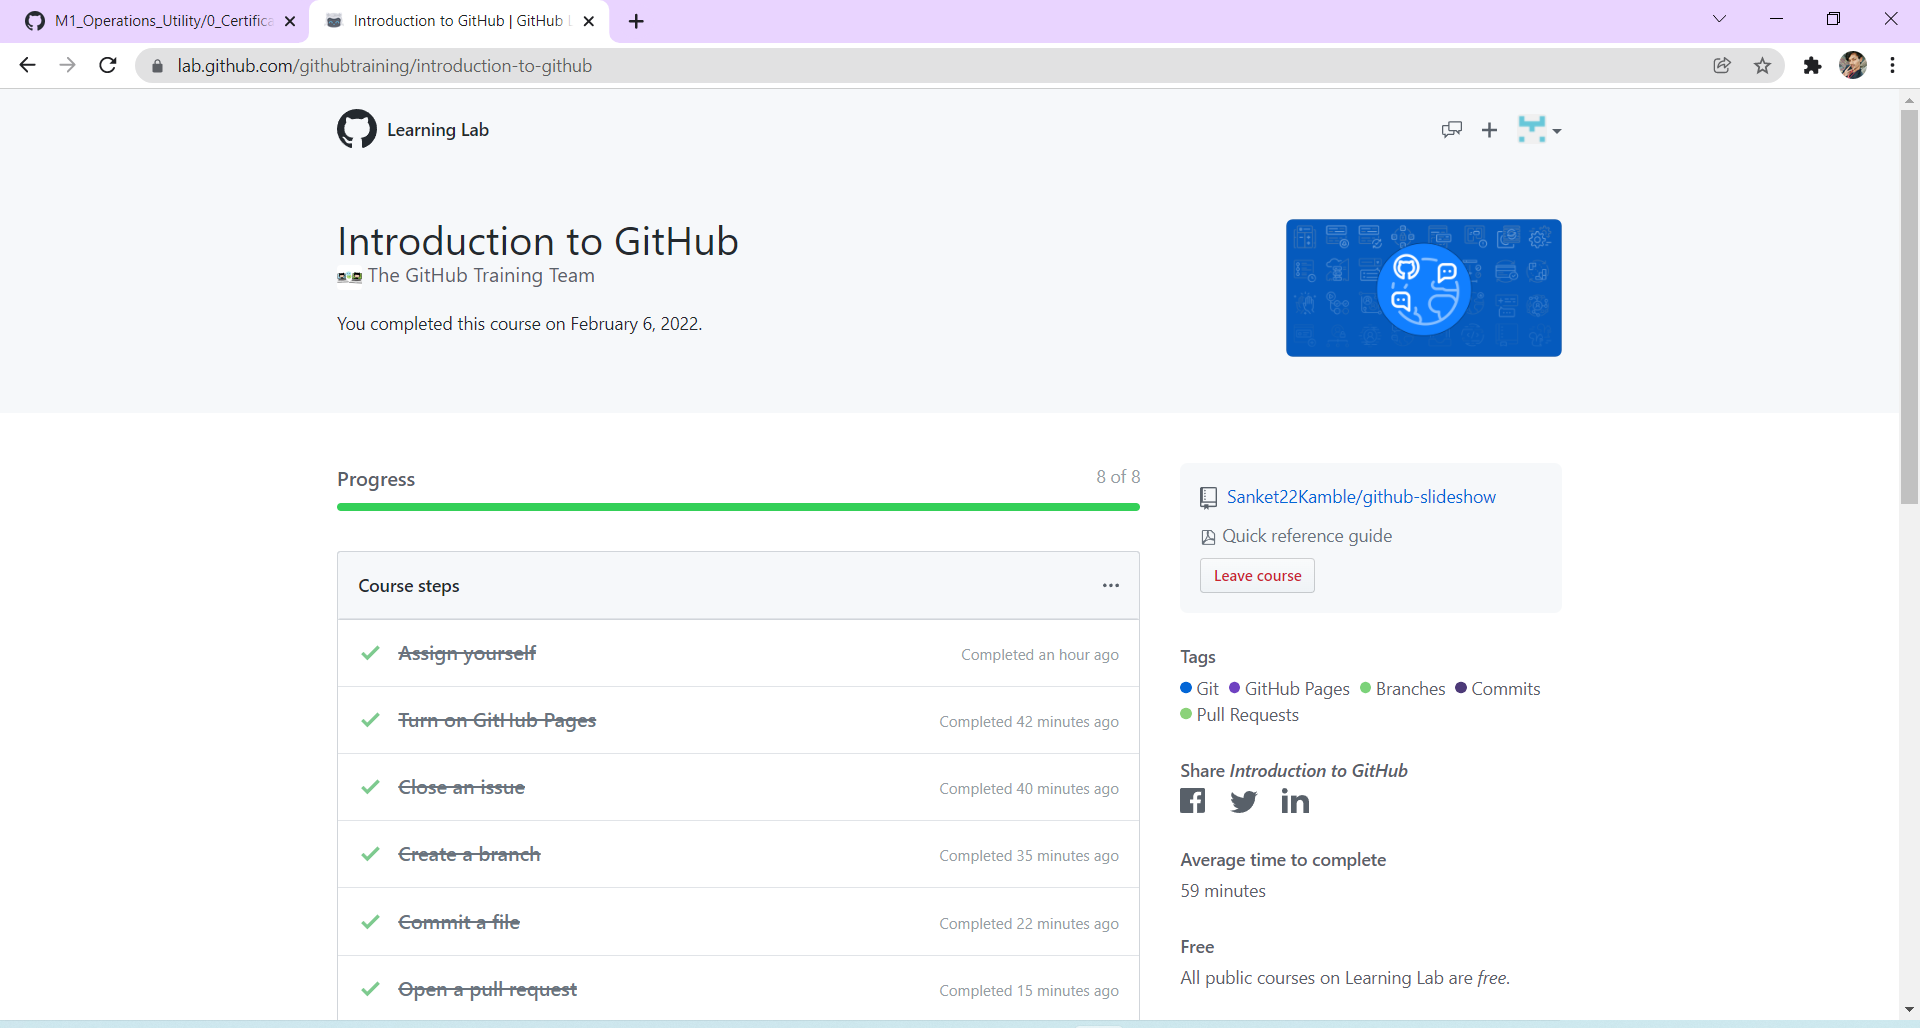 M1_Operations_Utility/0_Certifica
Introduction to GitHub | GitHub L
lab.github.com/githubtraining/introduction-to-github
Learning Lab
Introduction to GitHub
The GitHub Training Team
You completed this course on February 6, 2022.
Progress
8 of 8
Course steps
Assign yourself
Completed an hour ago
Turn on GitHub Pages
Completed 42 minutes ago
Close an issue
Completed 40 minutes ago
Create a branch
Completed 35 minutes ago
Commit a file
Completed 22 minutes ago
Open a pull request
Completed 15 minutes ago
Sanket22Kamble/github-slideshow
Quick reference guide
Leave course
Tags
Git GitHub Pages Branches Commits
Pull Requests
Share Introduction to GitHub
Average time to complete
59 minutes
Free
All public courses on Learning Lab are free.